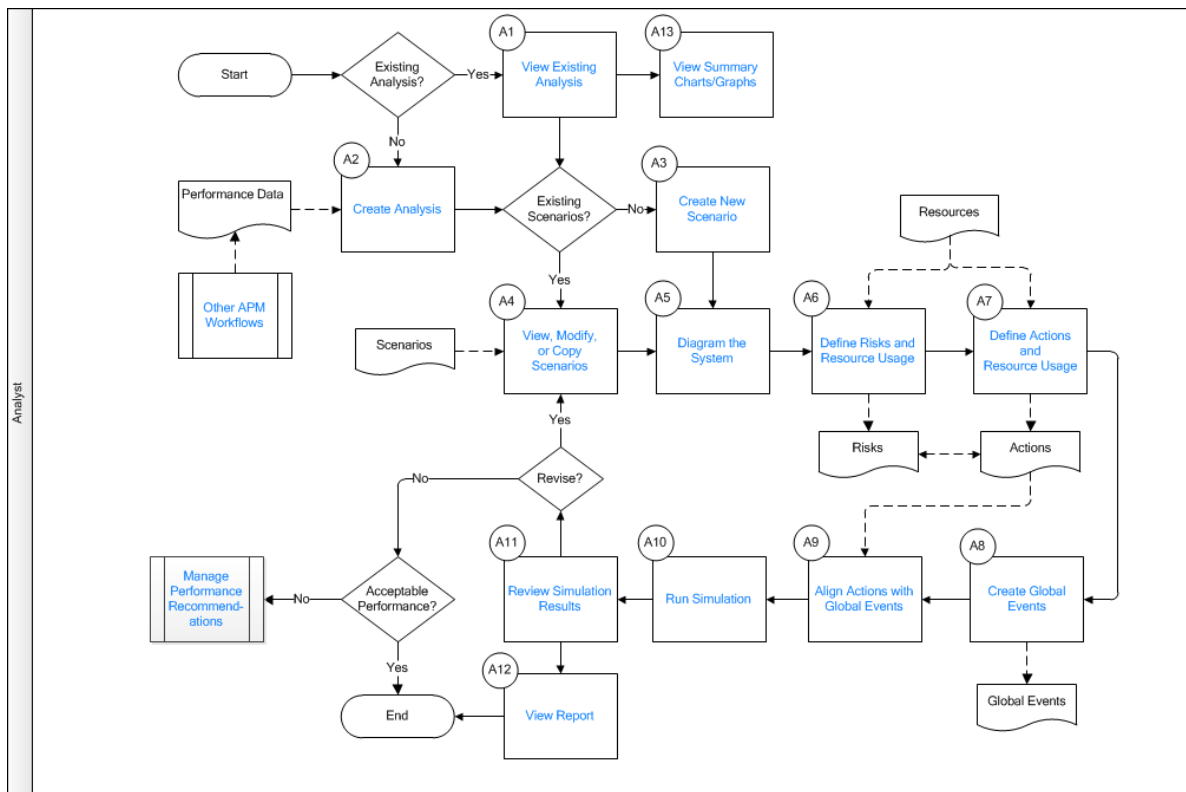 A1
A13
Start
Existing
Analysis?
Yes
View Existing
Analysis
View Summary
Charts/Graphs
No
A2
A3
Performance Data
Create Analysis
Existing
Scenarios?
No
Create New
Scenario
Resources
Yes
Other APM
Workflows
A4
A5
A6
A7
Scenarios
View, Modify,
or Copy
Scenarios
Diagram the
System
Define Risks and
Resource Usage
Define Actions
and
Resource Usage
Analyst
Yes
Risks
Actions
No
Revise?
A11
A10
A9
A8
Manage
Performance
Recommend-
ations
No
Acceptable
Performance?
Review Simulation
Results
Run Simulation
Align Actions with
Global Events
Create Global
Events
Yes
A12
End
View Report
Global Events